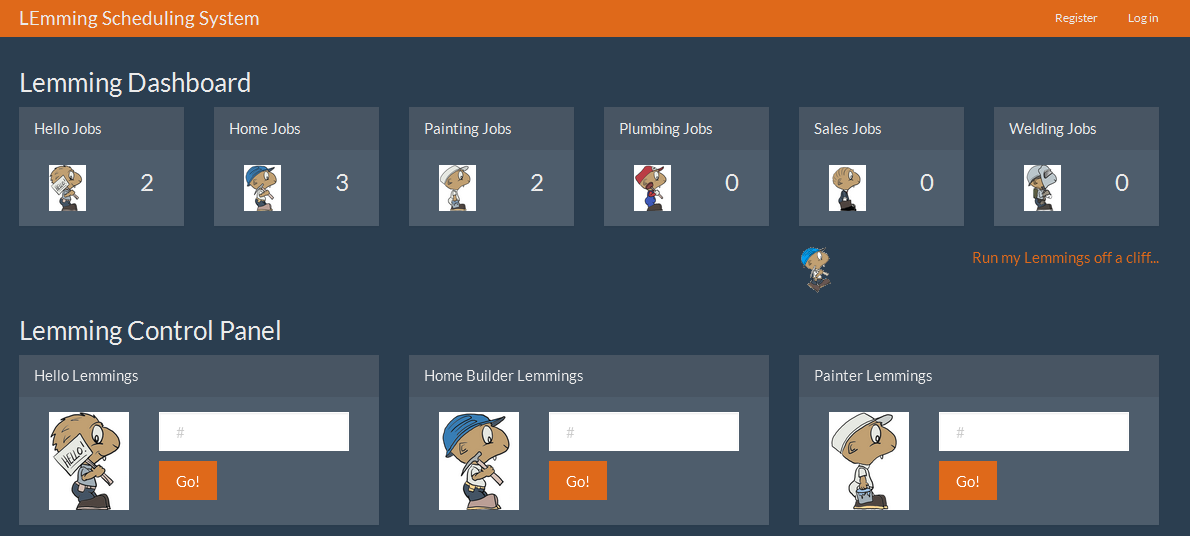 LEmming Scheduling System
Register
Log in
Lemming Dashboard
Hello Jobs
Home Jobs
Painting Jobs
Plumbing Jobs
Sales Jobs
Welding Jobs
2
3
2
0
0
0
Run my Lemmings off a cliff...
Lemming Control Panel
Hello Lemmings
Home Builder Lemmings
Painter Lemmings
HELLO!
#
#
#
Go!
Go!
Go!